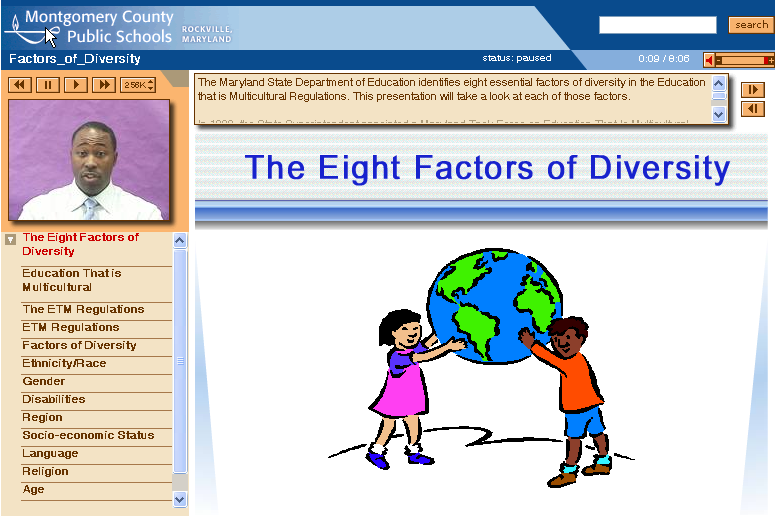 Montgomery County
Public Schools
ROCKVILLE,
MARYLAND
search
Factors_of_Diversity
status: paused
0:09 / 8:06
256K
The Maryland State Department of Education identifies eight essential factors of diversity in the Education
that is Multicultural Regulations. This presentation will take a look at each of those factors.
The Eight Factors of Diversity
The Eight Factors of
Diversity
Education That is
Multicultural
The ETM Regulations
ETM Regulations
Factors of Diversity
Ethnicity/Race
Gender
Disabilities
Region
Socio-economic Status
Language
Religion
Age